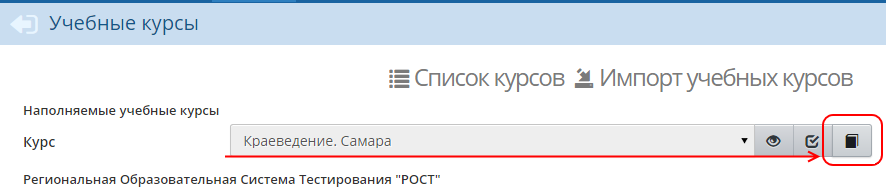 Учебные курсы
Список курсов Импорт учебных курсов
Наполняемые учебные курсы
Курс Краеведение. Самара
Региональная Образовательная Система Тестирования "РОСТ"